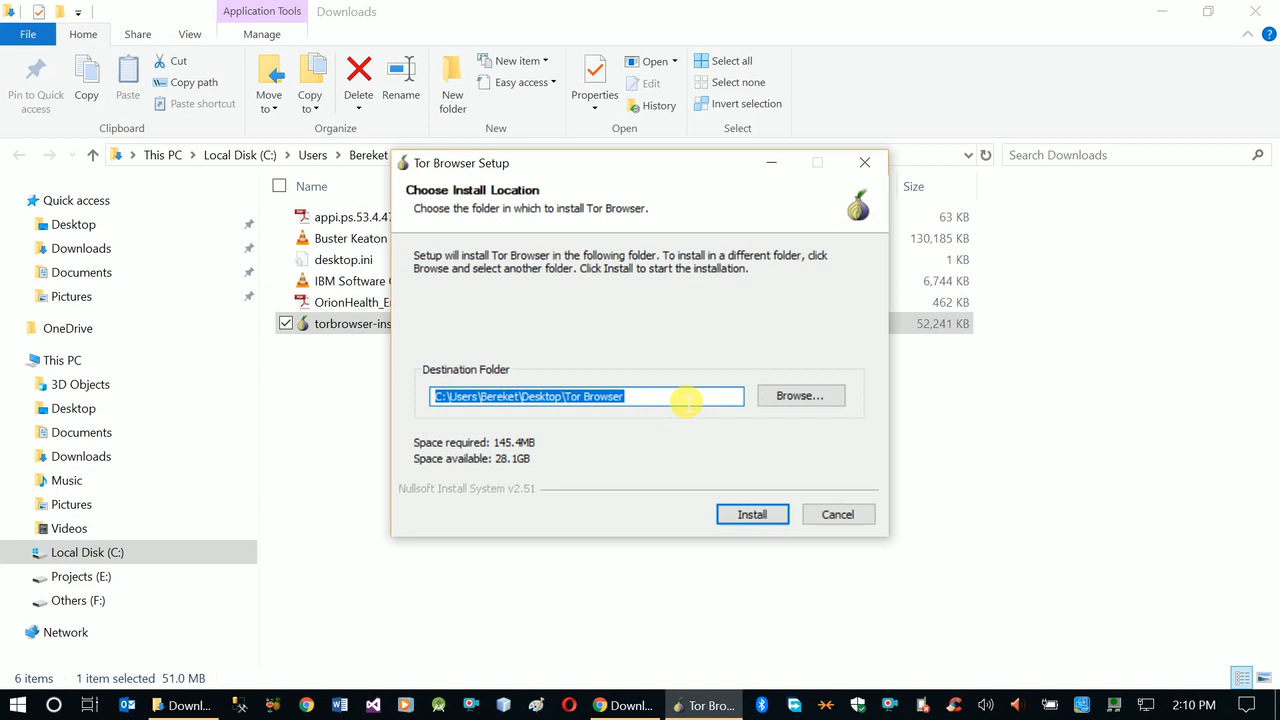 Application Tools
Downloads
File
Home
Share
View
Manage
Pin to Quick access
Copy
Paste
Cut
Copy path
Paste shortcut
Clipboard
Move to
Copy to
Delete
Rename
Organize
New folder
New item
Easy access
New
Properties
Open
Edit
History
Open
Select all
Select none
Invert selection
Select
This PC
Local Disk (C:)
Users
Bereket
Search Downloads
Quick access
Desktop
Downloads
Documents
Pictures
OneDrive
This PC
3D Objects
Desktop
Documents
Downloads
Music
Pictures
Videos
Local Disk (C:)
Projects (E:)
Others (F:)
Network
Name
Size
appi.ps.53.4.47
63 KB
Buster Keaton
130,185 KB
desktop.ini
1 KB
IBM Software
6,744 KB
OrionHealth_E
462 KB
torbrowser-ins
52,241 KB
Tor Browser Setup
Choose Install Location
Choose the folder in which to install Tor Browser.
Setup will install Tor Browser in the following folder. To install in a different folder, click
Browse and select another folder. Click Install to start the installation.
Destination Folder
C:\Users\Bereket\Desktop\Tor Browser
Browse...
Space required: 145.4MB
Space available: 28.1GB
Nullsoft Install System v2.51
Install
Cancel
6 items
1 item selected 51.0 MB
Downl...
Downl...
Tor Bro...
2:10 PM